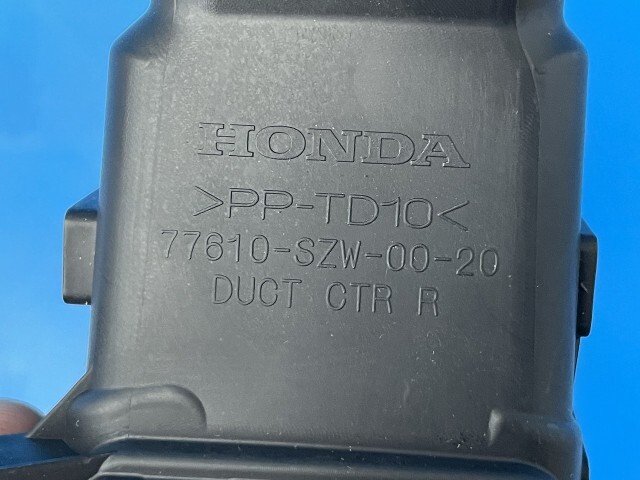 HONDA
>PP-TD10<
77610-SZW-00-20
DUCT CTR R